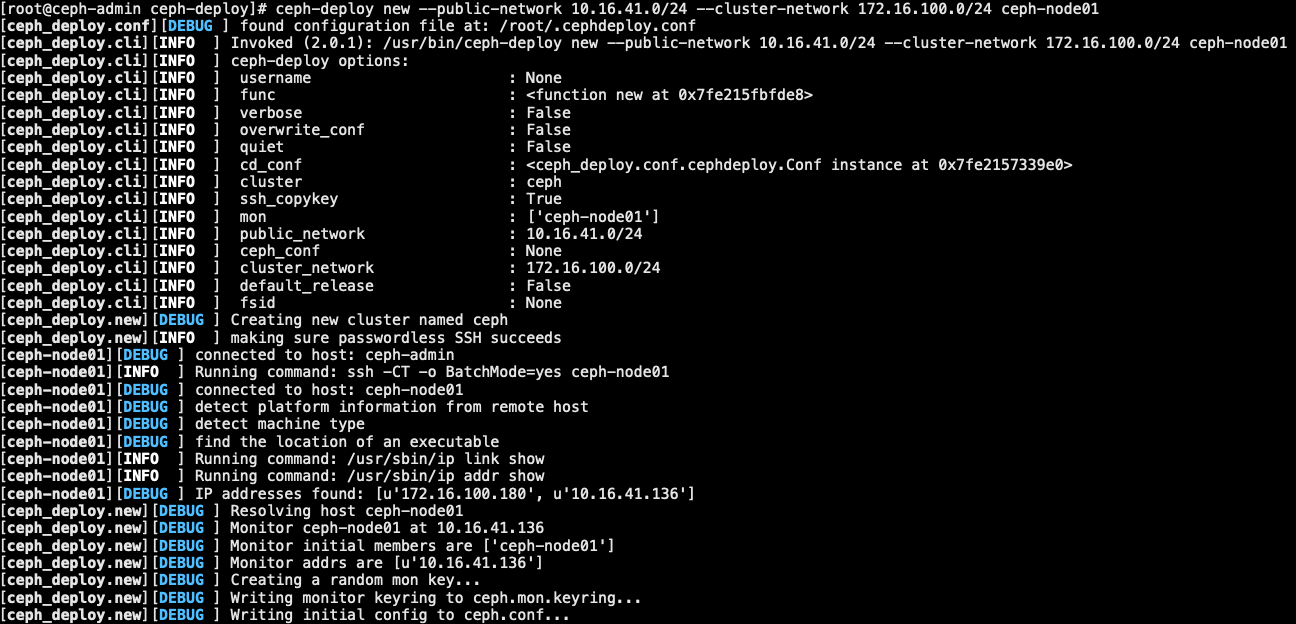 [root@ceph-admin ceph-deploy]# ceph-deploy new --public-network 10.16.41.0/24 --cluster-network 172.16.100.0/24 ceph-node01
[ceph_deploy.conf][DEBUG ] found configuration file at: /root/.cephdeploy.conf
[ceph_deploy.cli][INFO  ] Invoked (2.0.1): /usr/bin/ceph-deploy new --public-network 10.16.41.0/24 --cluster-network 172.16.100.0/24 ceph-node01
[ceph_deploy.cli][INFO  ] ceph-deploy options:
[ceph_deploy.cli][INFO  ]  username                      : None
[ceph_deploy.cli][INFO  ]  func                          : <function new at 0x7fe215fbfde8>
[ceph_deploy.cli][INFO  ]  verbose                       : False
[ceph_deploy.cli][INFO  ]  overwrite_conf                : False
[ceph_deploy.cli][INFO  ]  quiet                         : False
[ceph_deploy.cli][INFO  ]  cd_conf                       : <ceph_deploy.conf.cephdeploy.Conf instance at 0x7fe2157339e0>
[ceph_deploy.cli][INFO  ]  cluster                       : ceph
[ceph_deploy.cli][INFO  ]  ssh_copykey                   : True
[ceph_deploy.cli][INFO  ]  mon                           : ['ceph-node01']
[ceph_deploy.cli][INFO  ]  public_network                : 10.16.41.0/24
[ceph_deploy.cli][INFO  ]  ceph_conf                     : None
[ceph_deploy.cli][INFO  ]  cluster_network               : 172.16.100.0/24
[ceph_deploy.cli][INFO  ]  default_release               : False
[ceph_deploy.cli][INFO  ]  fsid                          : None
[ceph_deploy.new][DEBUG ] Creating new cluster named ceph
[ceph_deploy.new][INFO  ] making sure passwordless SSH succeeds
[ceph-node01][DEBUG ] connected to host: ceph-admin
[ceph-node01][INFO  ] Running command: ssh -CT -o BatchMode=yes ceph-node01
[ceph-node01][DEBUG ] connected to host: ceph-node01
[ceph-node01][DEBUG ] detect platform information from remote host
[ceph-node01][DEBUG ] detect machine type
[ceph-node01][DEBUG ] find the location of an executable
[ceph-node01][INFO  ] Running command: /usr/sbin/ip link show
[ceph-node01][INFO  ] Running command: /usr/sbin/ip addr show
[ceph-node01][DEBUG ] IP addresses found: [u'172.16.100.180', u'10.16.41.136']
[ceph_deploy.new][DEBUG ] Resolving host ceph-node01
[ceph_deploy.new][DEBUG ] Monitor ceph-node01 at 10.16.41.136
[ceph_deploy.new][DEBUG ] Monitor initial members are ['ceph-node01']
[ceph_deploy.new][DEBUG ] Monitor addrs are [u'10.16.41.136']
[ceph_deploy.new][DEBUG ] Creating a random mon key...
[ceph_deploy.new][DEBUG ] Writing monitor keyring to ceph.mon.keyring...
[ceph_deploy.new][DEBUG ] Writing initial config to ceph.conf...